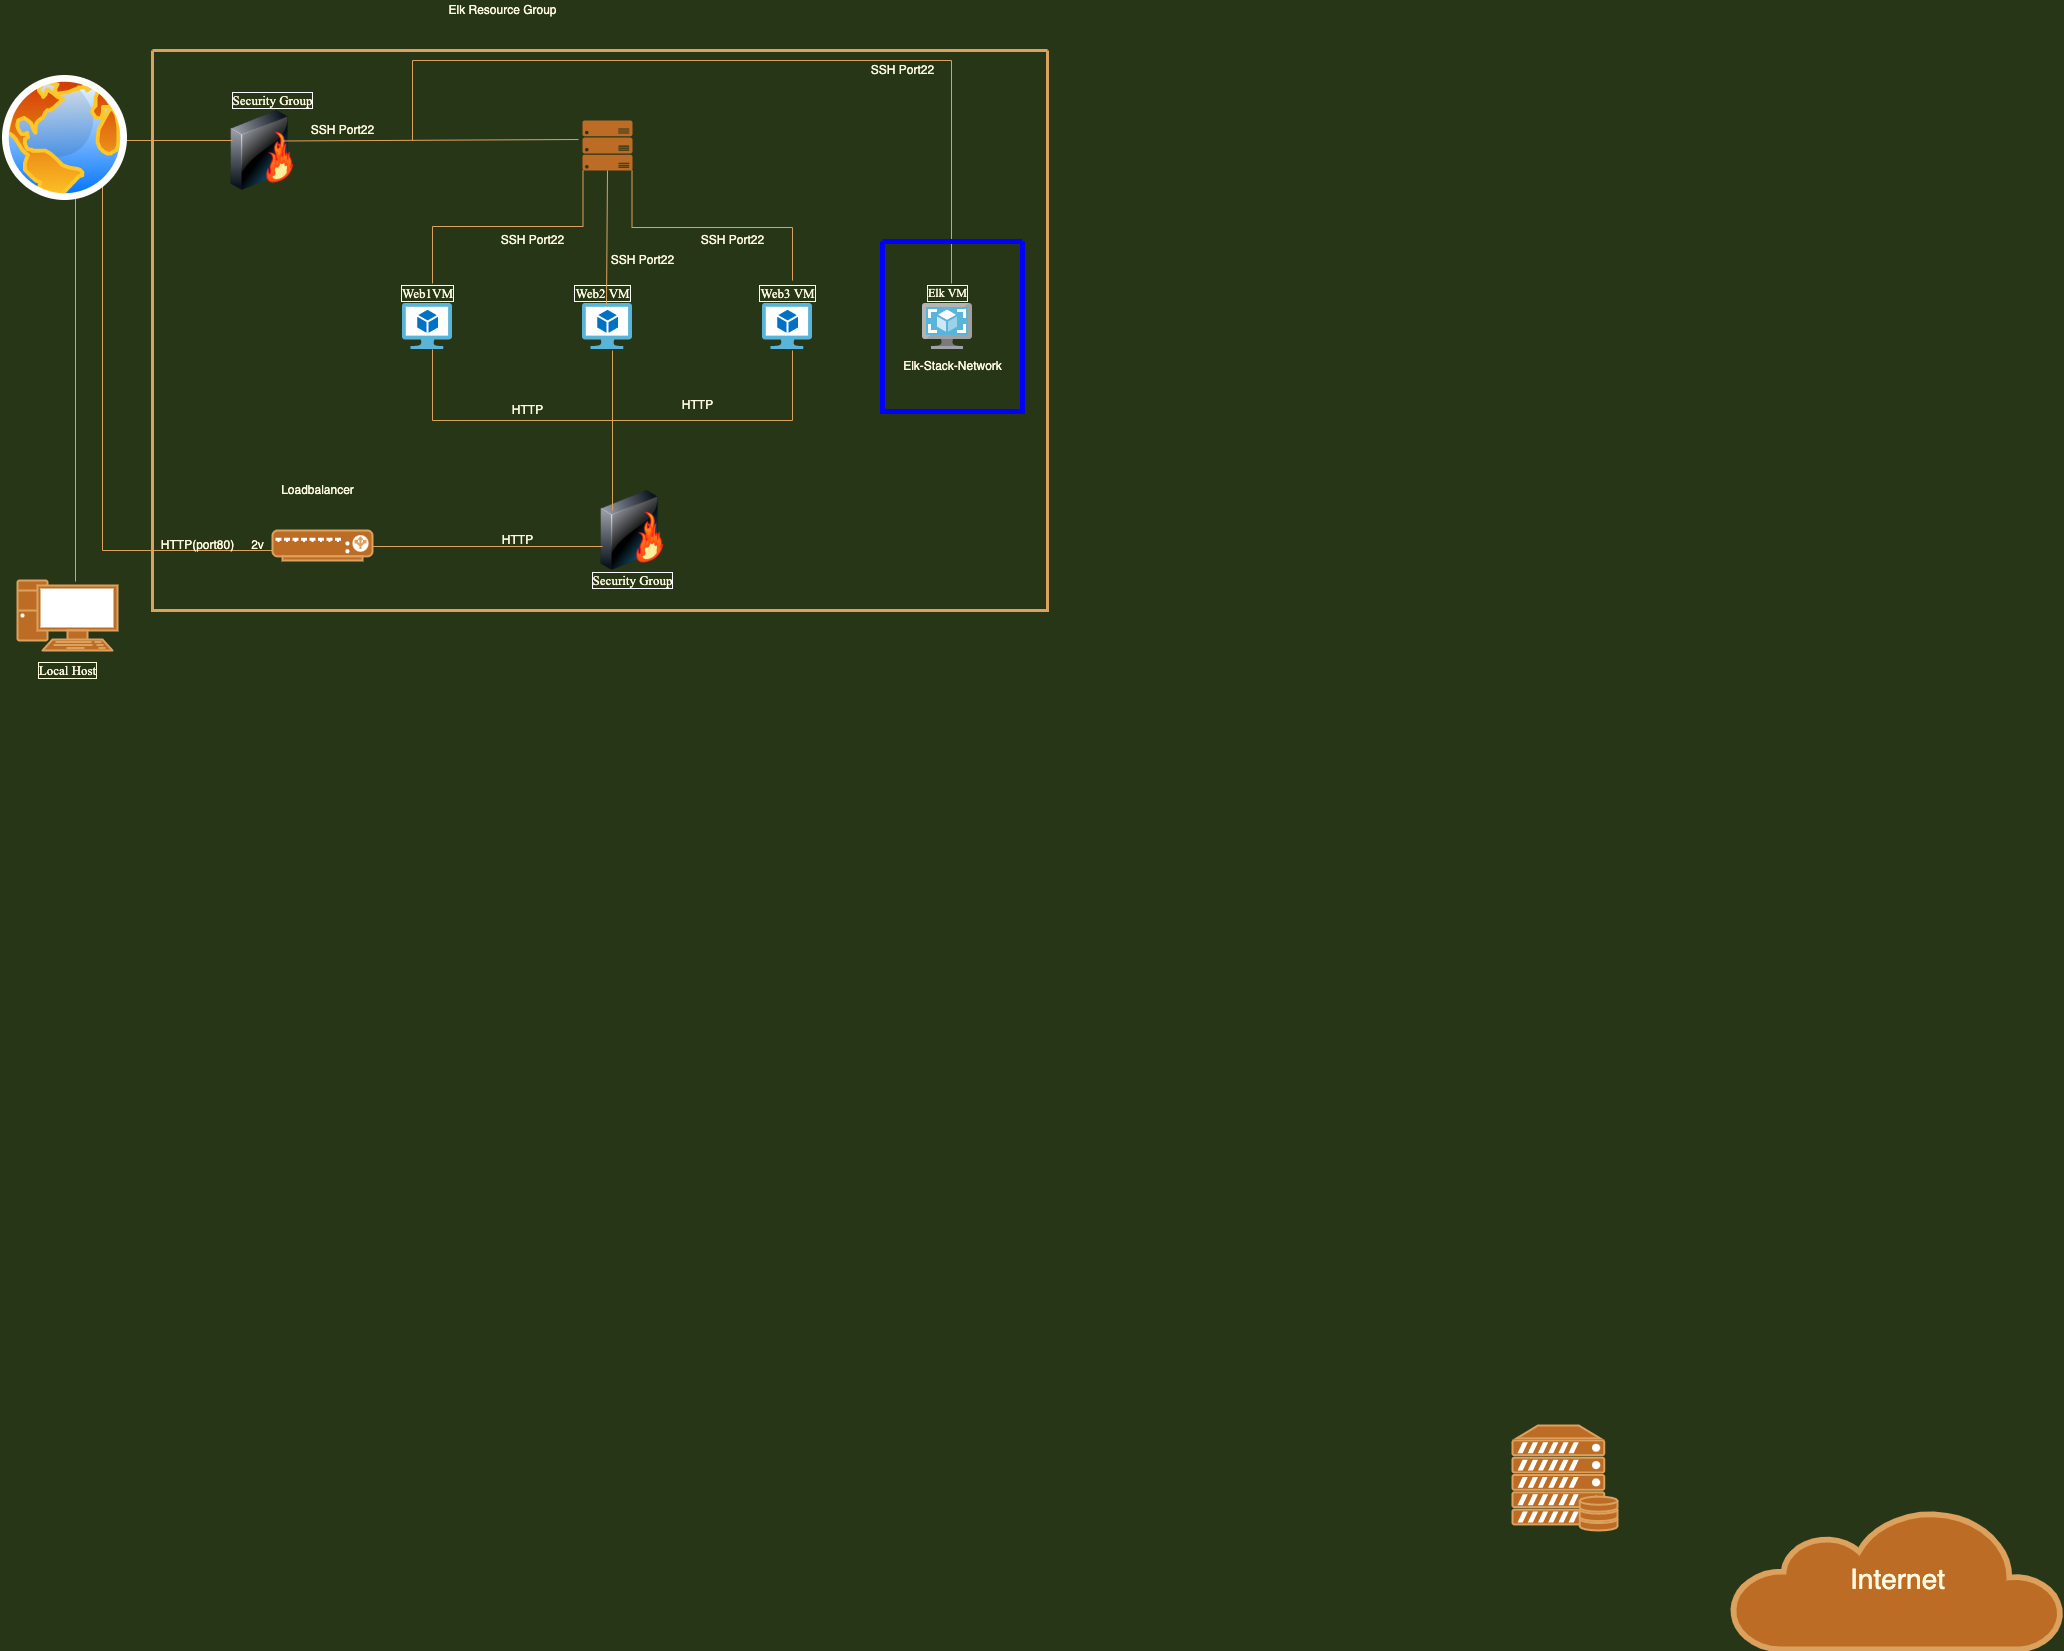 Elk Resource Group
SSH Port22
Security Group
SSH Port22
SSH Port22
SSH Port22
SSH Port22
Web1VM
Web2 VM
Web3 VM
Elk VM
Elk-Stack-Network
HTTP
HTTP
Loadbalancer
HTTP(port80)
2v
HTTP
Security Group
Local Host
Internet